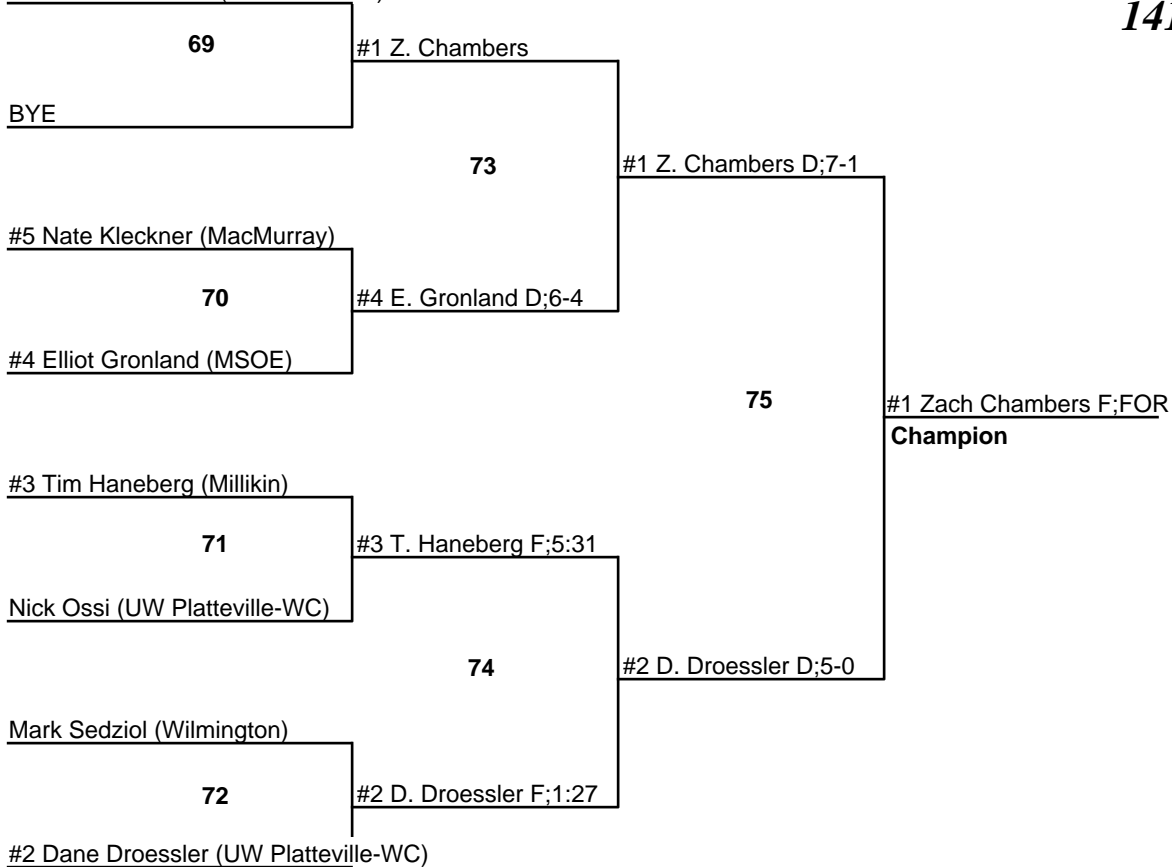 141
69
#1 Z. Chambers
BYE
73
#1 Z. Chambers D;7-1
#5 Nate Kleckner (MacMurray)
70
#4 E. Gronland D;6-4
#4 Elliot Gronland (MSOE)
75
#1 Zach Chambers F;FOR
Champion
#3 Tim Haneberg (Millikin)
71
#3 T. Haneberg F;5:31
Nick Ossi (UW Platteville-WC)
74
#2 D. Droessler D;5-0
Mark Sedziol (Wilmington)
72
#2 D. Droessler F;1:27
#2 Dane Droessler (UW Platteville-WC)